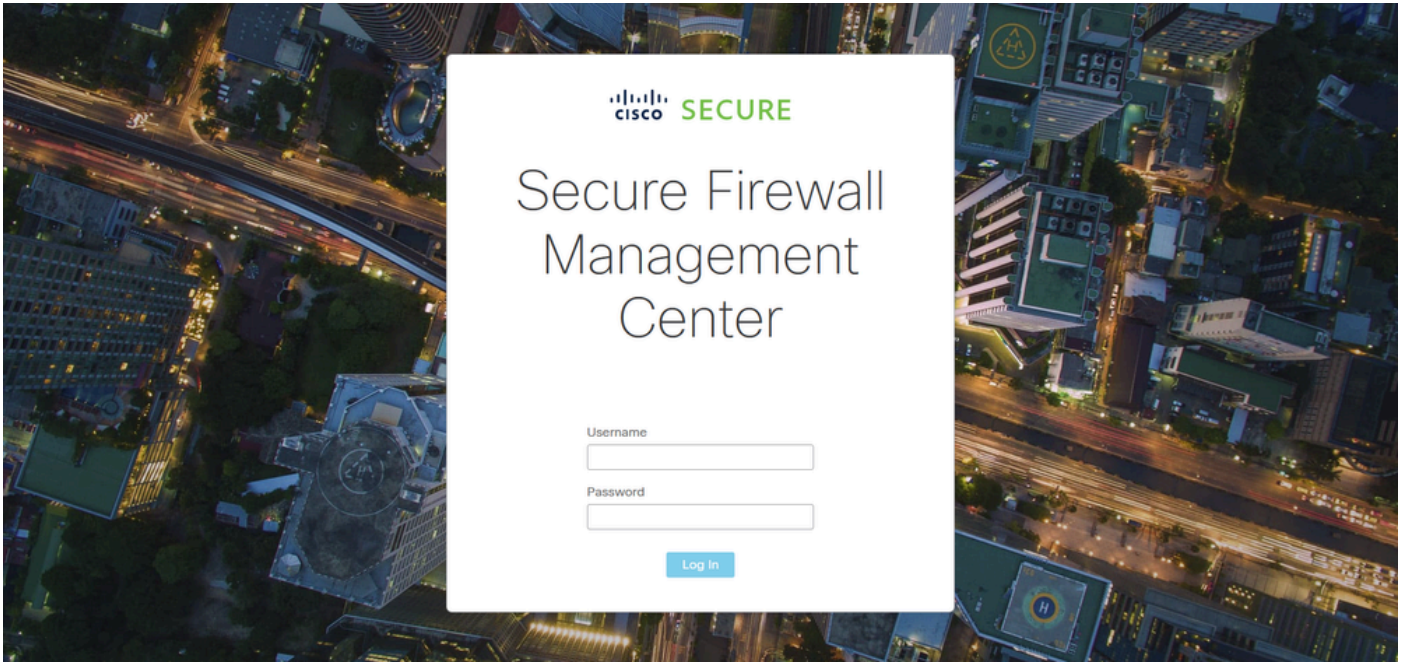 CISCO SECURE
Secure Firewall
Management
Center
Username
Password
Log In
H